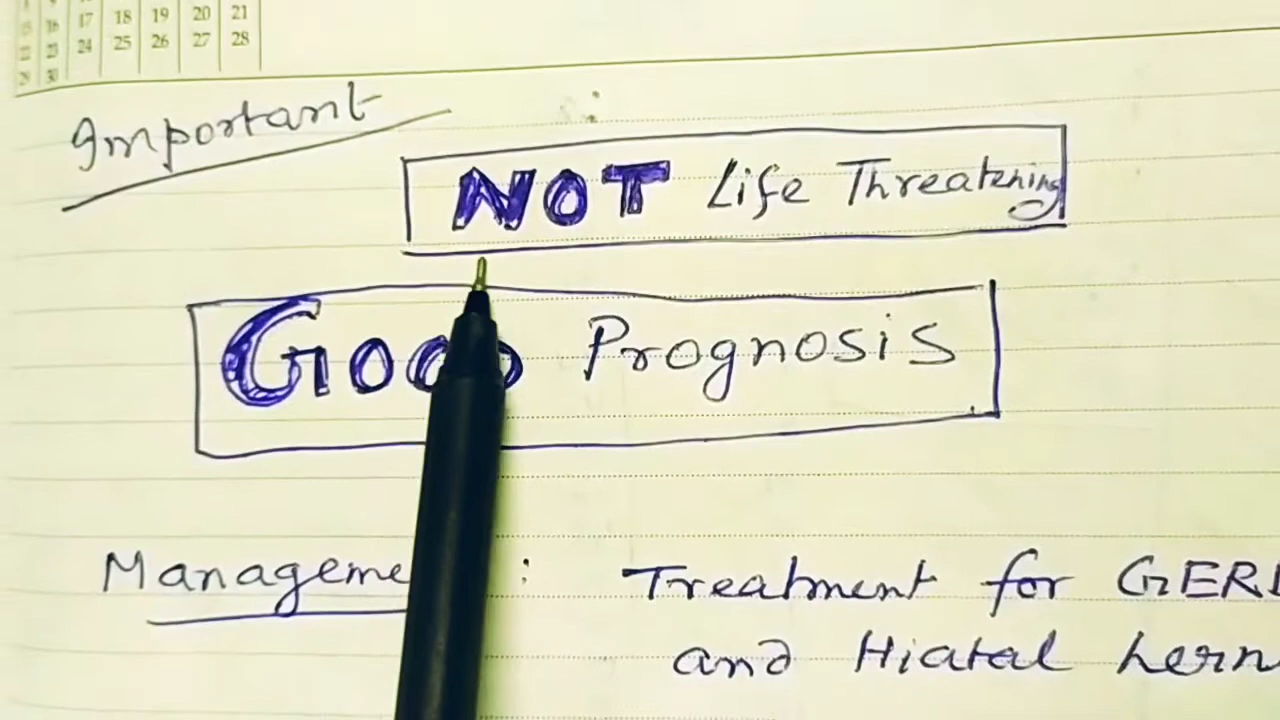 17 18 19 20 21
24 25 26 27 28
Important :
NOT Life Threatening
Good Prognosis
Manageme : Treatment for GERD
and Hiatal hern